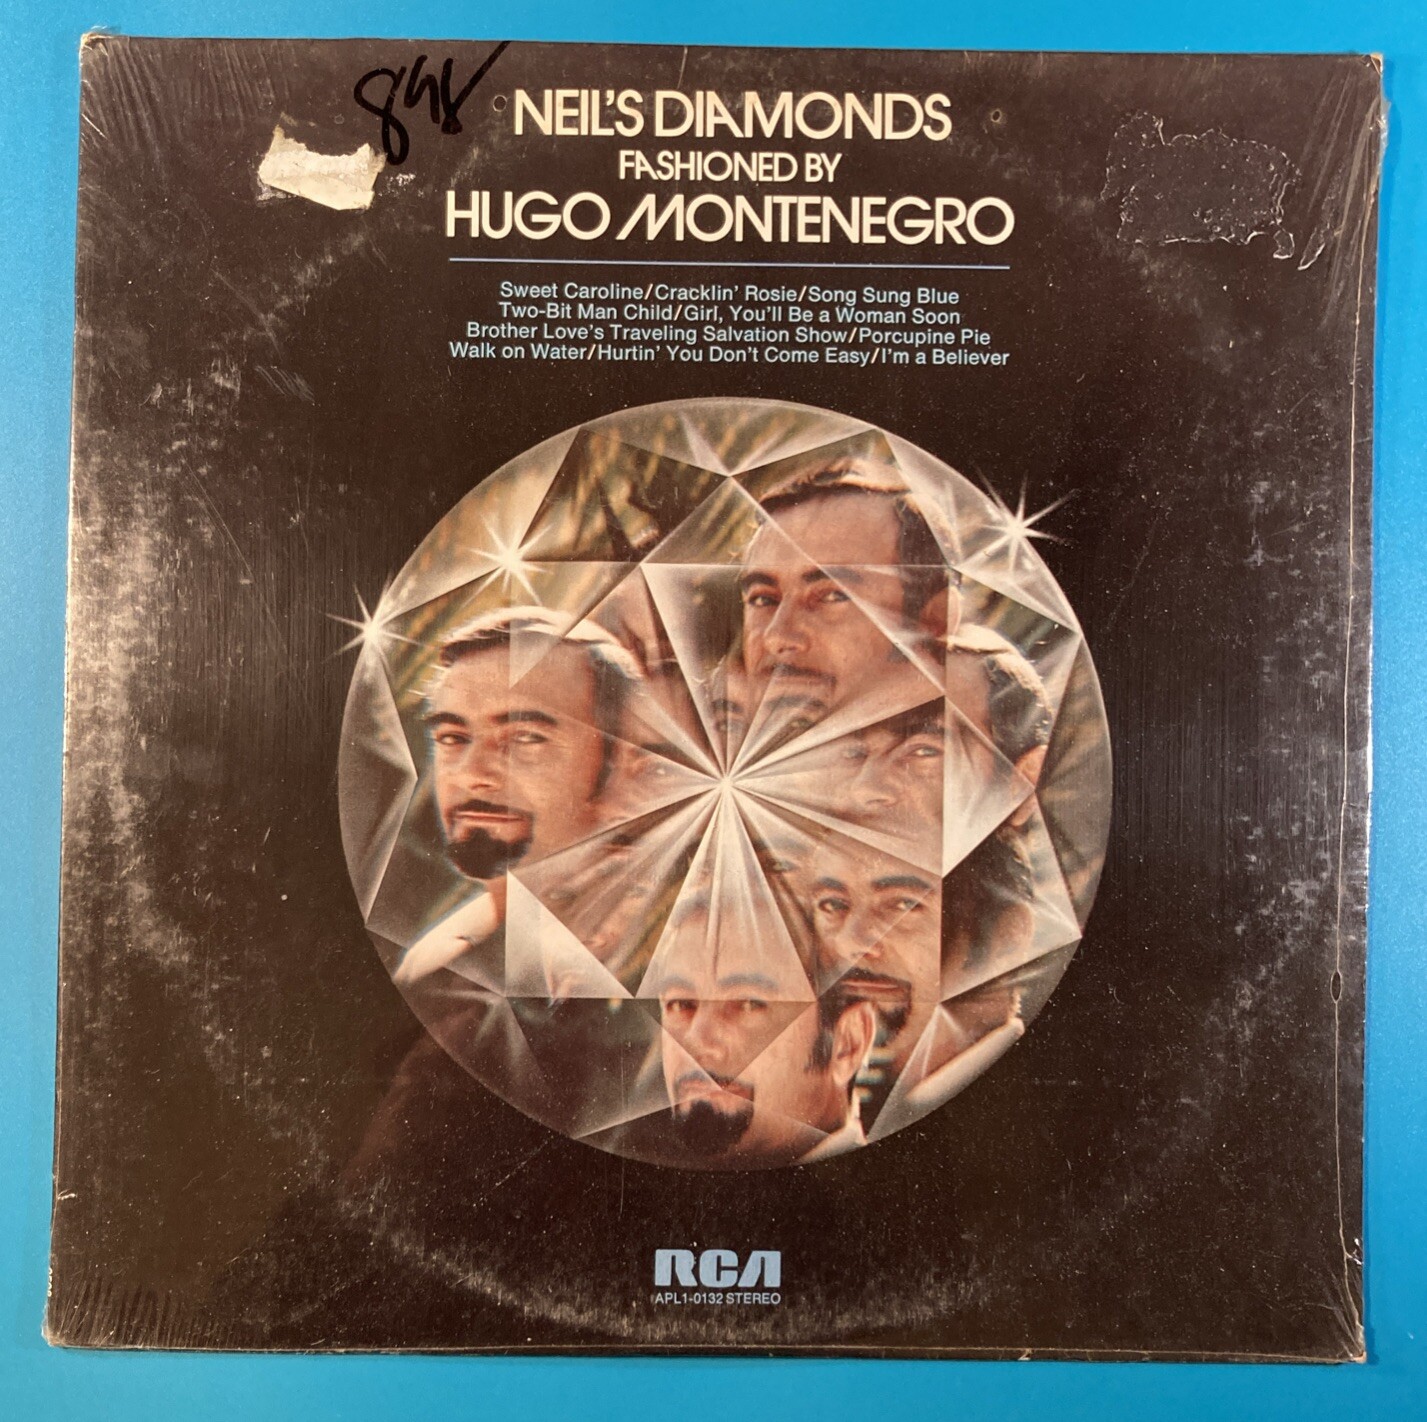 NEIL'S DIAMONDS
FASHIONED BY
HUGO MONTENEGRO
Sweet Caroline/Cracklin' Rosie/Song Sung Blue
Two-Bit Man Child/Girl, You'll Be a Woman Soon
Brother Love's Traveling Salvation Show/Porcupine Pie
Walk on Water/Hurtin' You Don't Come Easy/I'm a Believer
RCA
APL1-0132 STEREO